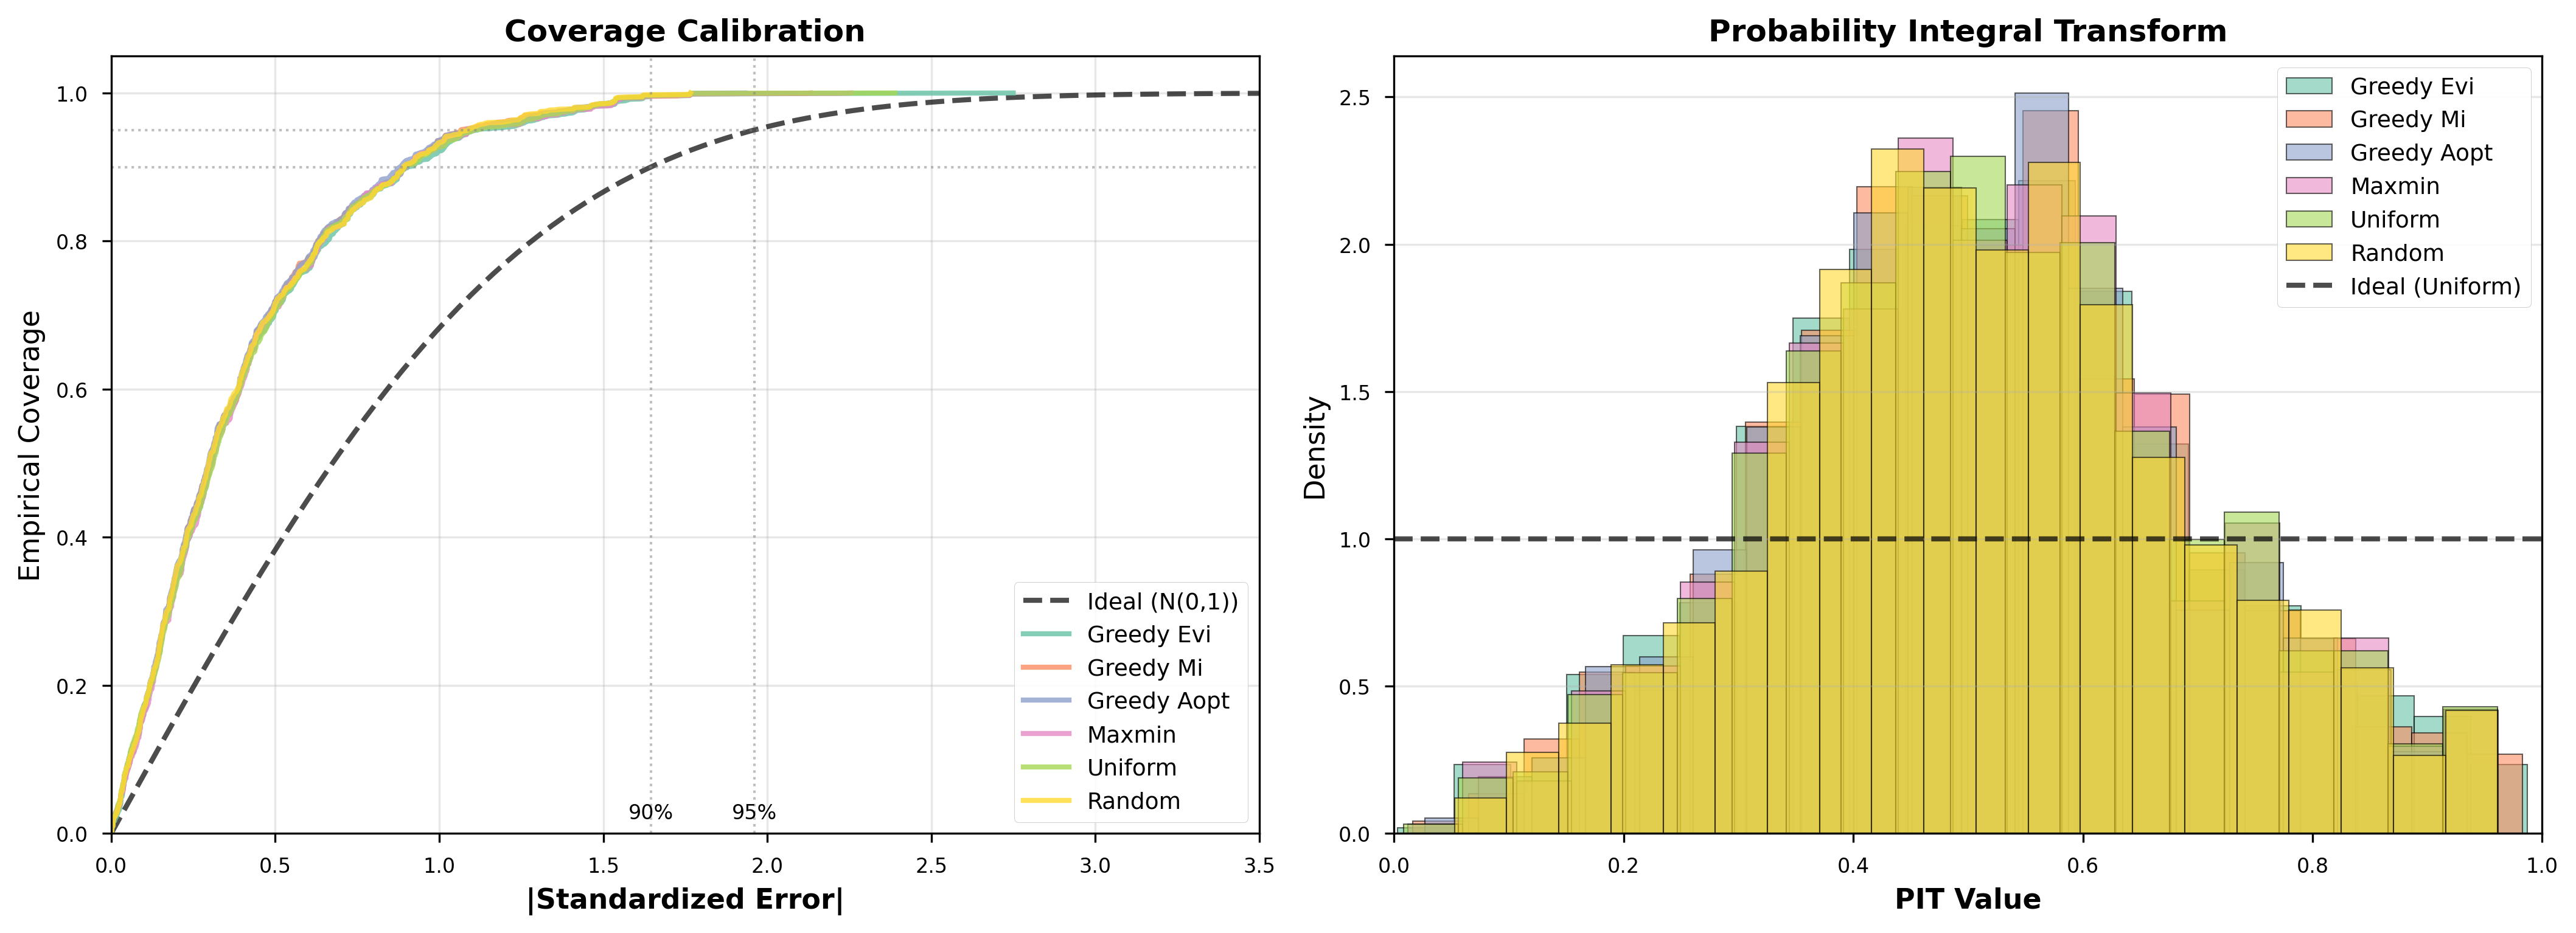 Coverage Calibration
Empirical Coverage
1.0
0.8
0.6
0.4
0.2
0.0
90%
95%
Ideal (N(0,1))
Greedy Evi
Greedy Mi
Greedy Aopt
Maxmin
Uniform
Random
0.0 0.5 1.0 1.5 2.0 2.5 3.0 3.5
|Standardized Error|
Probability Integral Transform
Density
2.5
2.0
1.5
1.0
0.5
0.0
Greedy Evi
Greedy Mi
Greedy Aopt
Maxmin
Uniform
Random
Ideal (Uniform)
0.0 0.2 0.4 0.6 0.8 1.0
PIT Value